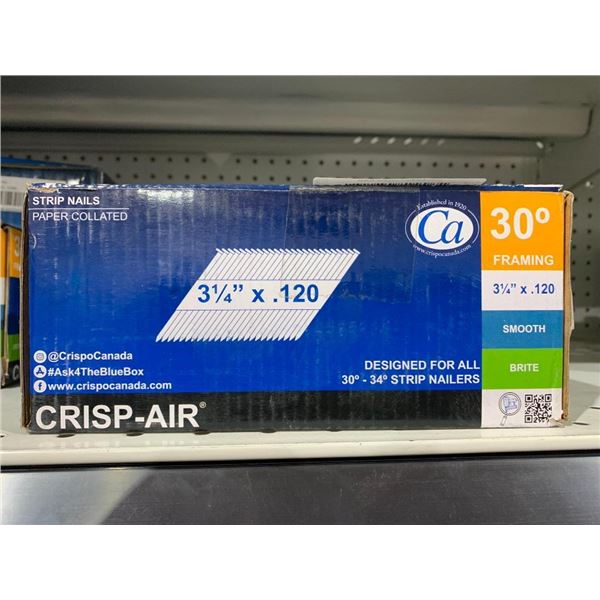 STRIP NAILS
PAPER COLLATED
Established in 1920
Ca
www.crispocanada.com
30º
FRAMING
3¼” x .120
3¼” x .120
SMOOTH
@CrispoCanada
#Ask4TheBlueBox
www.crispocanada.com
DESIGNED FOR ALL
30º - 34º STRIP NAILERS
BRITE
CRISP-AIR®